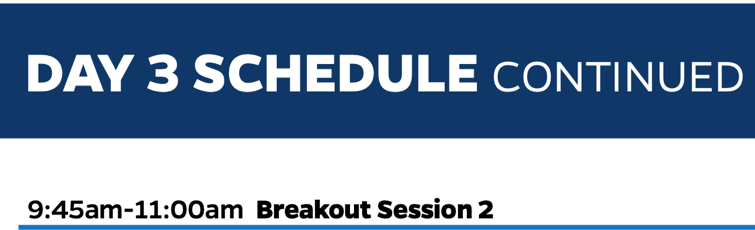 DAY 3 SCHEDULE CONTINUED
9:45am-11:00am Breakout Session 2